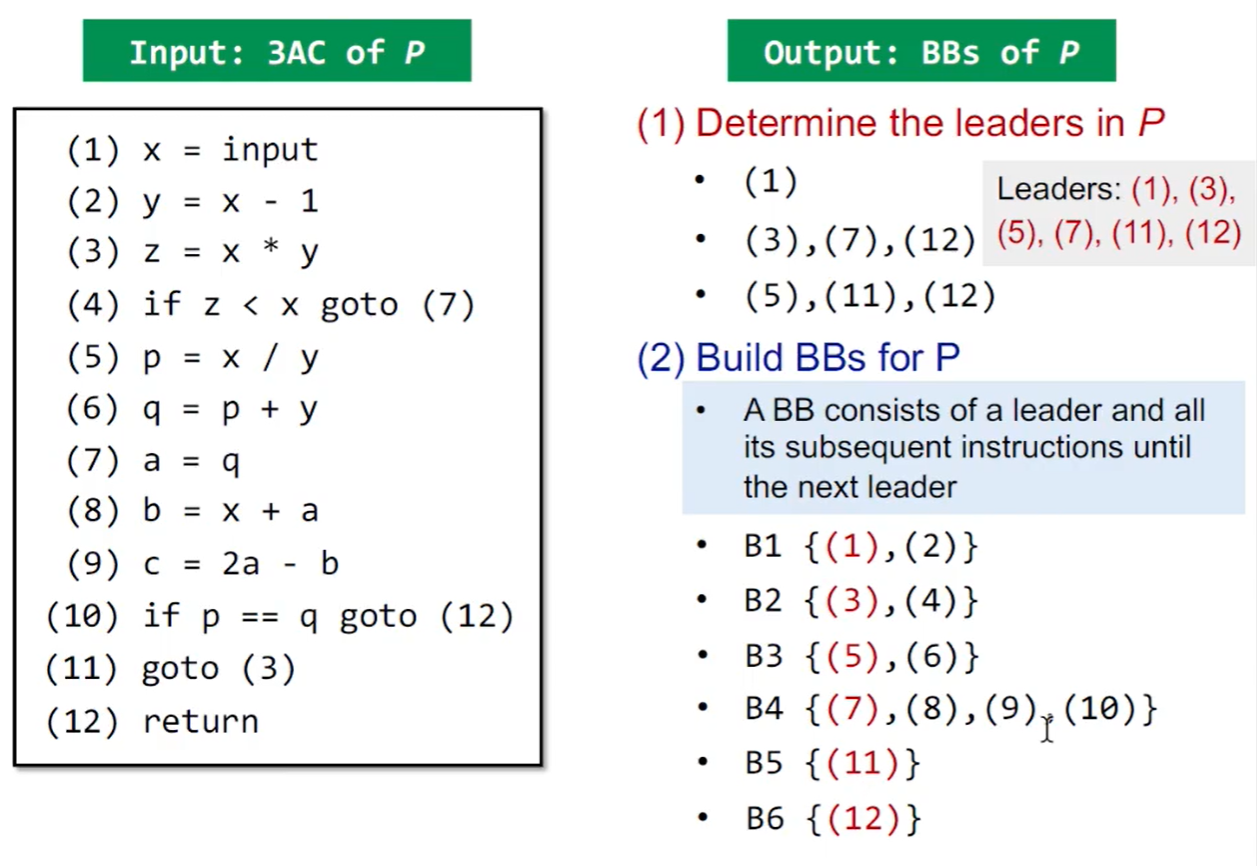 Input: 3AC of P
(1) x = input
(2) y = x - 1
(3) z = x * y
(4) if z < x goto (7)
(5) p = x / y
(6) q = p + y
(7) a = q
(8) b = x + a
(9) c = 2a - b
(10) if p == q goto (12)
(11) goto (3)
(12) return
Output: BBs of P
(1) Determine the leaders in P
• (1)
• (3),(7),(12)
• (5),(11),(12)
Leaders: (1), (3),
(5), (7), (11), (12)
(2) Build BBs for P
• A BB consists of a leader and all
its subsequent instructions until
the next leader
• B1 {(1),(2)}
• B2 {(3),(4)}
• B3 {(5),(6)}
• B4 {(7),(8),(9),(10)}
• B5 {(11)}
• B6 {(12)}